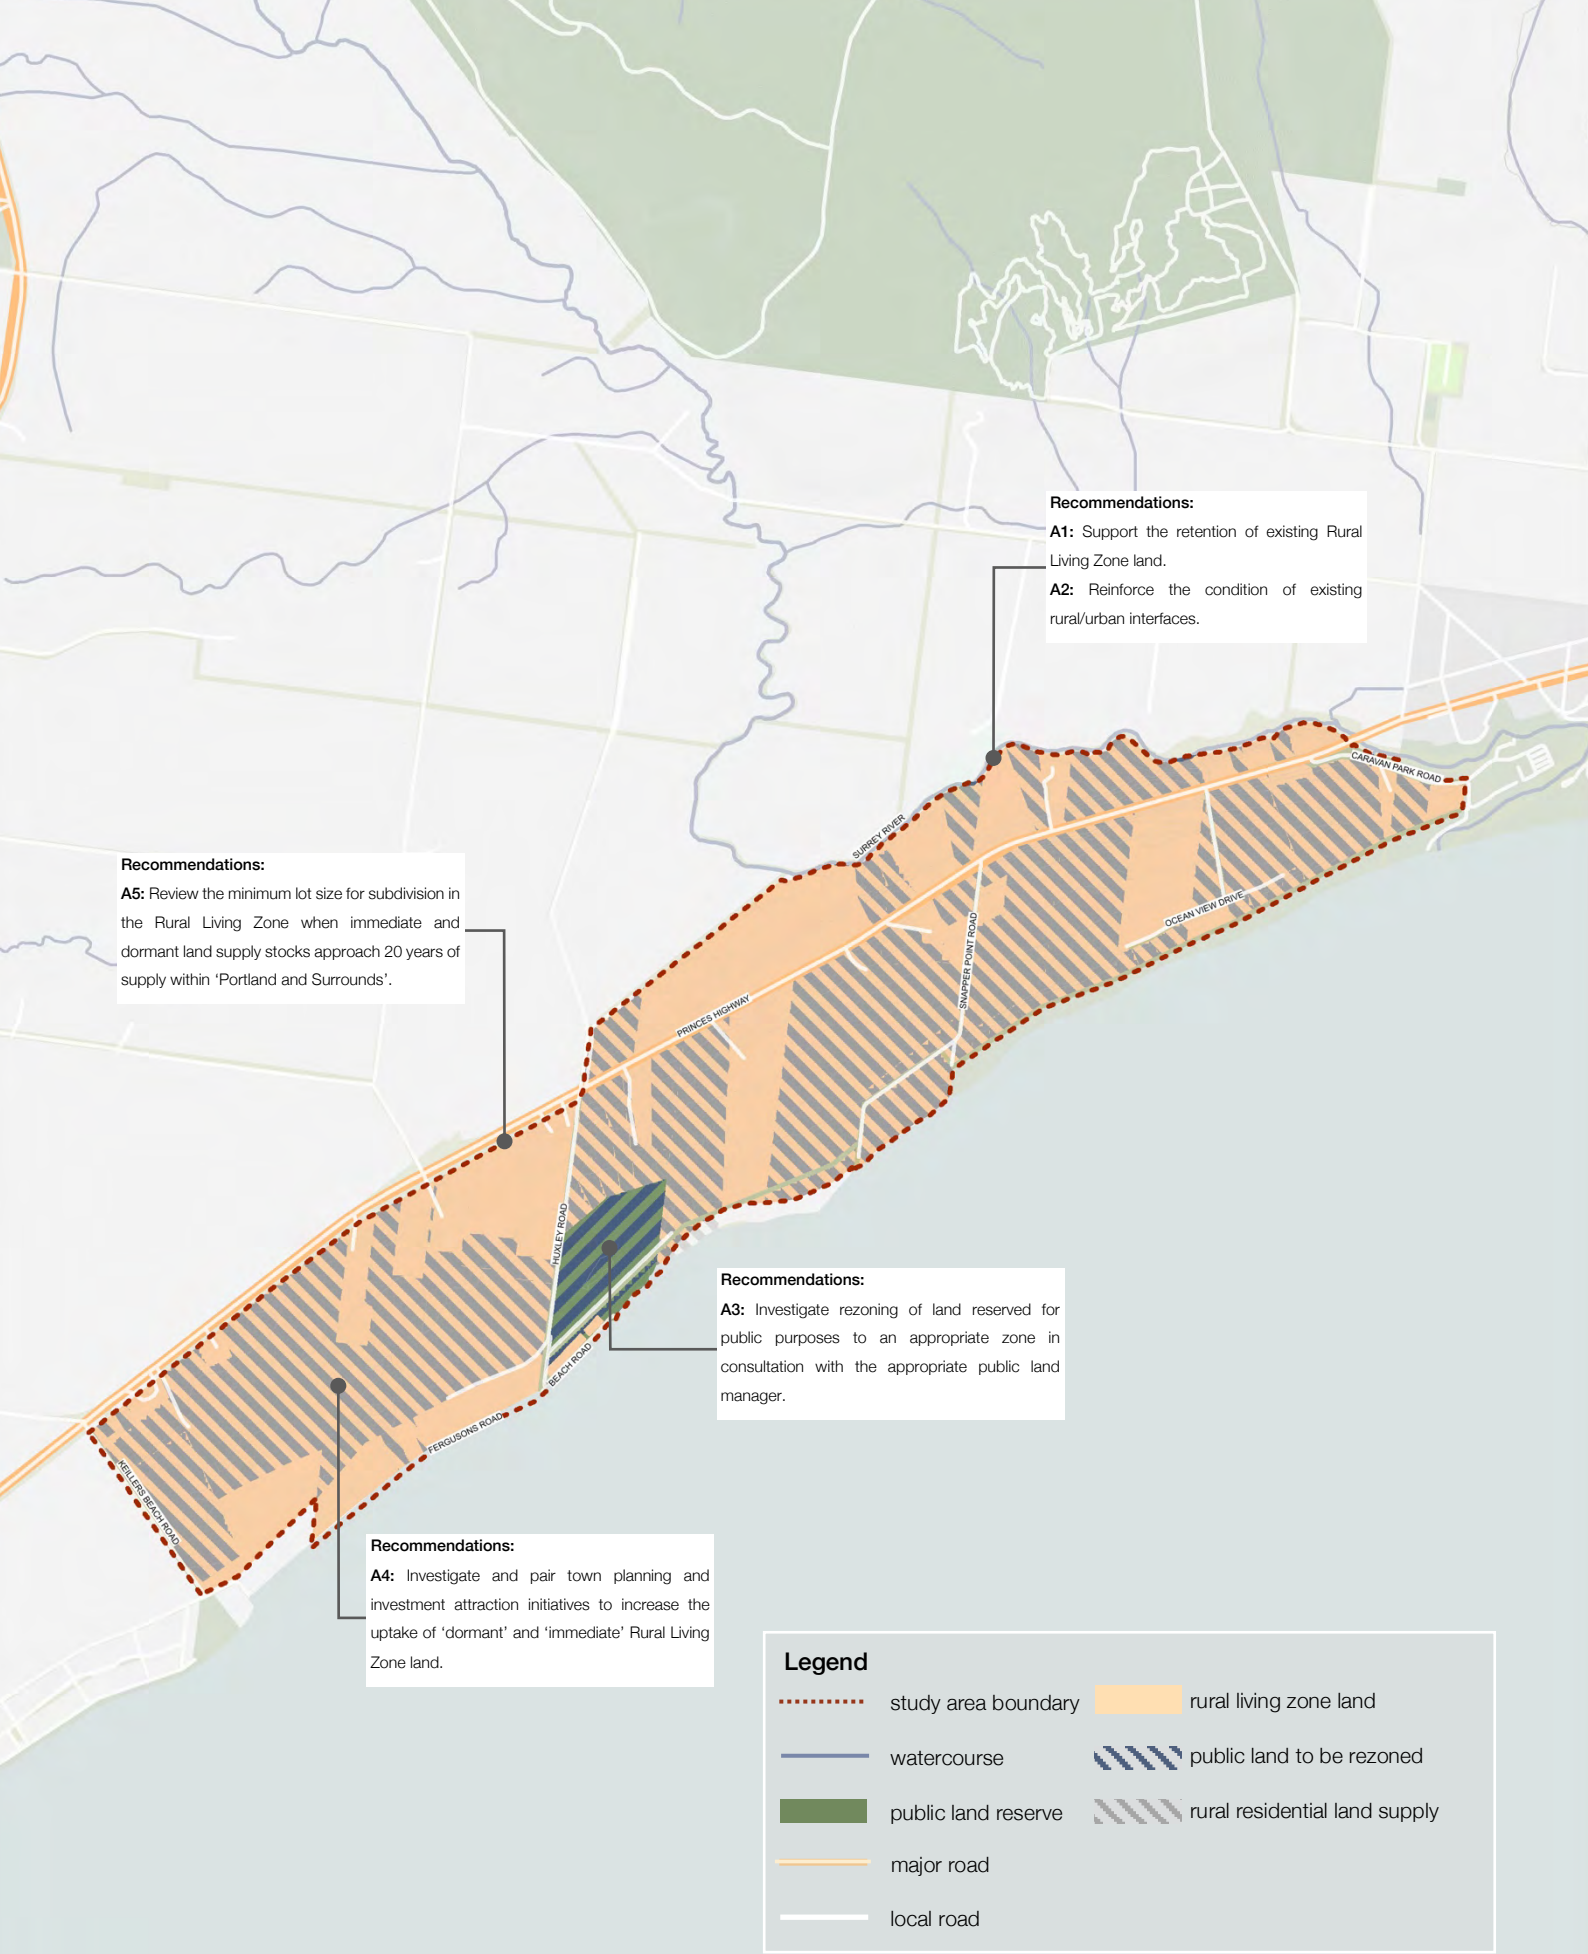 Recommendations:
A1: Support the retention of existing Rural
Living Zone land.
A2: Reinforce the condition of existing
rural/urban interfaces.
CARAVAN PARK ROAD
SURREY RIVER
Recommendations:
A5: Review the minimum lot size for subdivision in
the Rural Living Zone when immediate and
dormant land supply stocks approach 20 years of
supply within ‘Portland and Surrounds’.
OCEAN VIEW DRIVE
SNAPPER POINT ROAD
PRINCES HIGHWAY
HUXLEY ROAD
Recommendations:
A3: Investigate rezoning of land reserved for
public purposes to an appropriate zone in
consultation with the appropriate public land
manager.
BEACH ROAD
FERGUSONS ROAD
KEILLERS BEACH ROAD
Recommendations:
A4: Investigate and pair town planning and
investment attraction initiatives to increase the
uptake of ‘dormant’ and ‘immediate’ Rural Living
Zone land.
Legend
study area boundary
rural living zone land
watercourse
public land to be rezoned
public land reserve
rural residential land supply
major road
local road